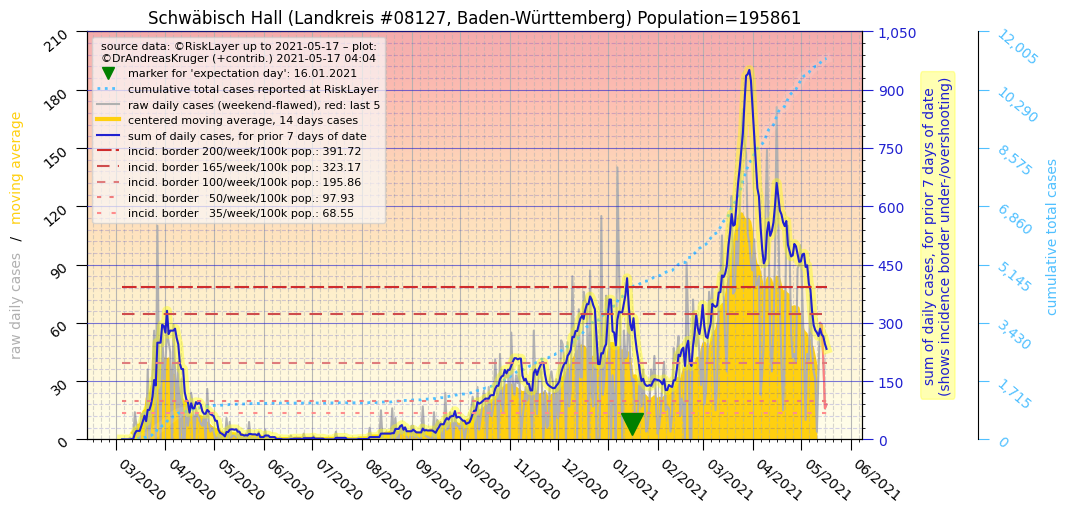 Schwäbisch Hall (Landkreis #08127, Baden-Württemberg) Population=195861
source data: ©RiskLayer up to 2021-05-17 – plot:
©DrAndreasKruger (+contrib.) 2021-05-17 04:04
marker for 'expectation day': 16.01.2021
cumulative total cases reported at RiskLayer
raw daily cases (weekend-flawed), red: last 5
centered moving average, 14 days cases
sum of daily cases, for prior 7 days of date
incid. border 200/week/100k pop.: 391.72
incid. border 165/week/100k pop.: 323.17
incid. border 100/week/100k pop.: 195.86
incid. border 50/week/100k pop.: 97.93
incid. border 35/week/100k pop.: 68.55
raw daily cases / moving average
210
180
150
120
90
60
30
0
03/2020
04/2020
05/2020
06/2020
07/2020
08/2020
09/2020
10/2020
11/2020
12/2020
01/2021
02/2021
03/2021
04/2021
05/2021
06/2021
1,050
900
750
600
450
300
150
0
sum of daily cases, for prior 7 days of date
(shows incidence border under-/overshooting)
12,005
10,290
8,575
6,860
5,145
3,430
1,715
0
cumulative total cases